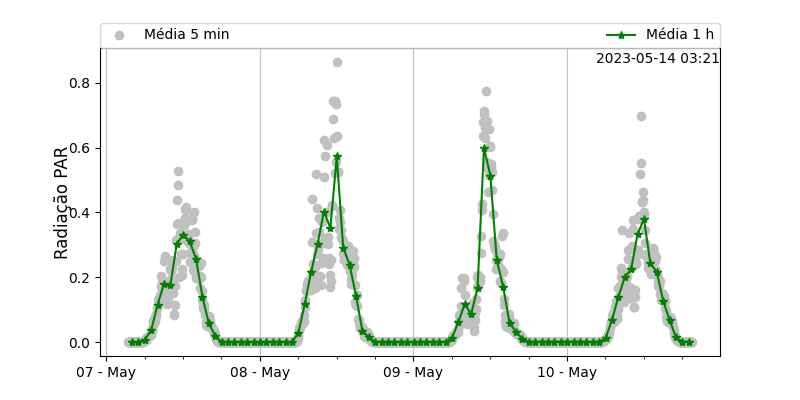 Média 5 min
Média 1 h
2023-05-14 03:21
Radiação PAR
0.8
0.6
0.4
0.2
0.0
07 - May
08 - May
09 - May
10 - May